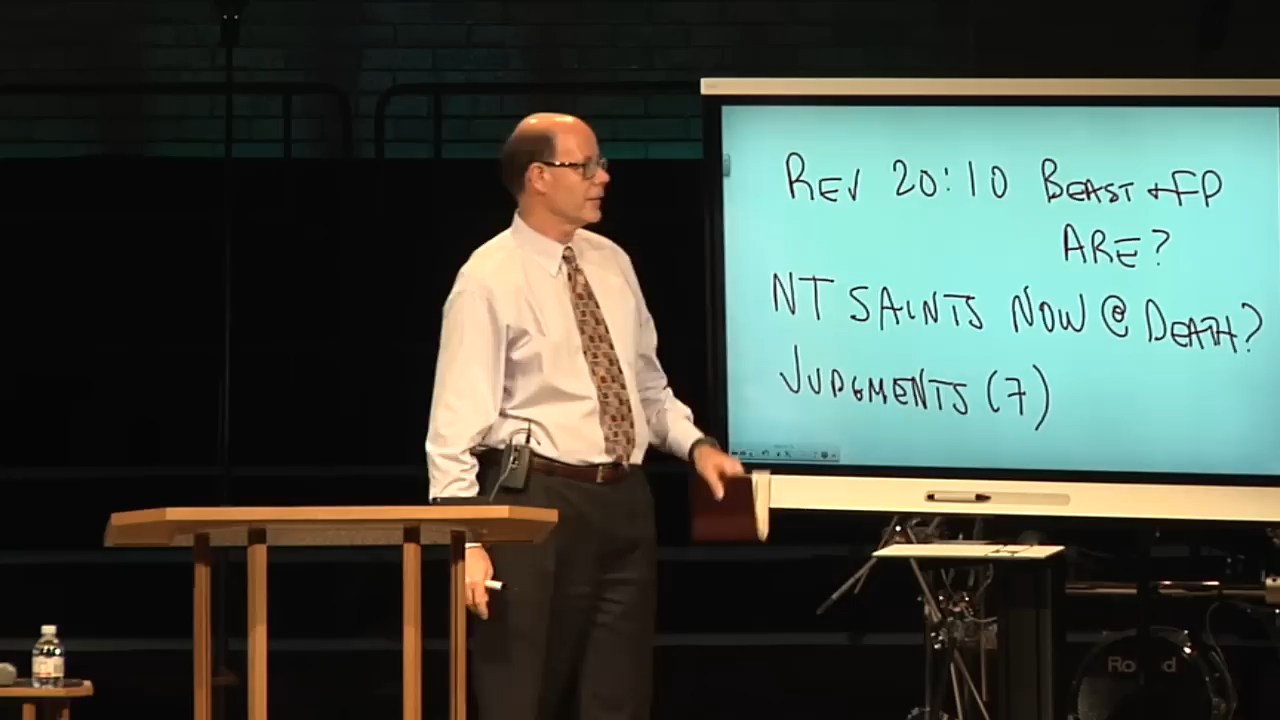 REV 20:10 BEAST + FP
ARE?
NT SAINTS NOW @ DEATH?
JUDGMENTS (7)
Roland